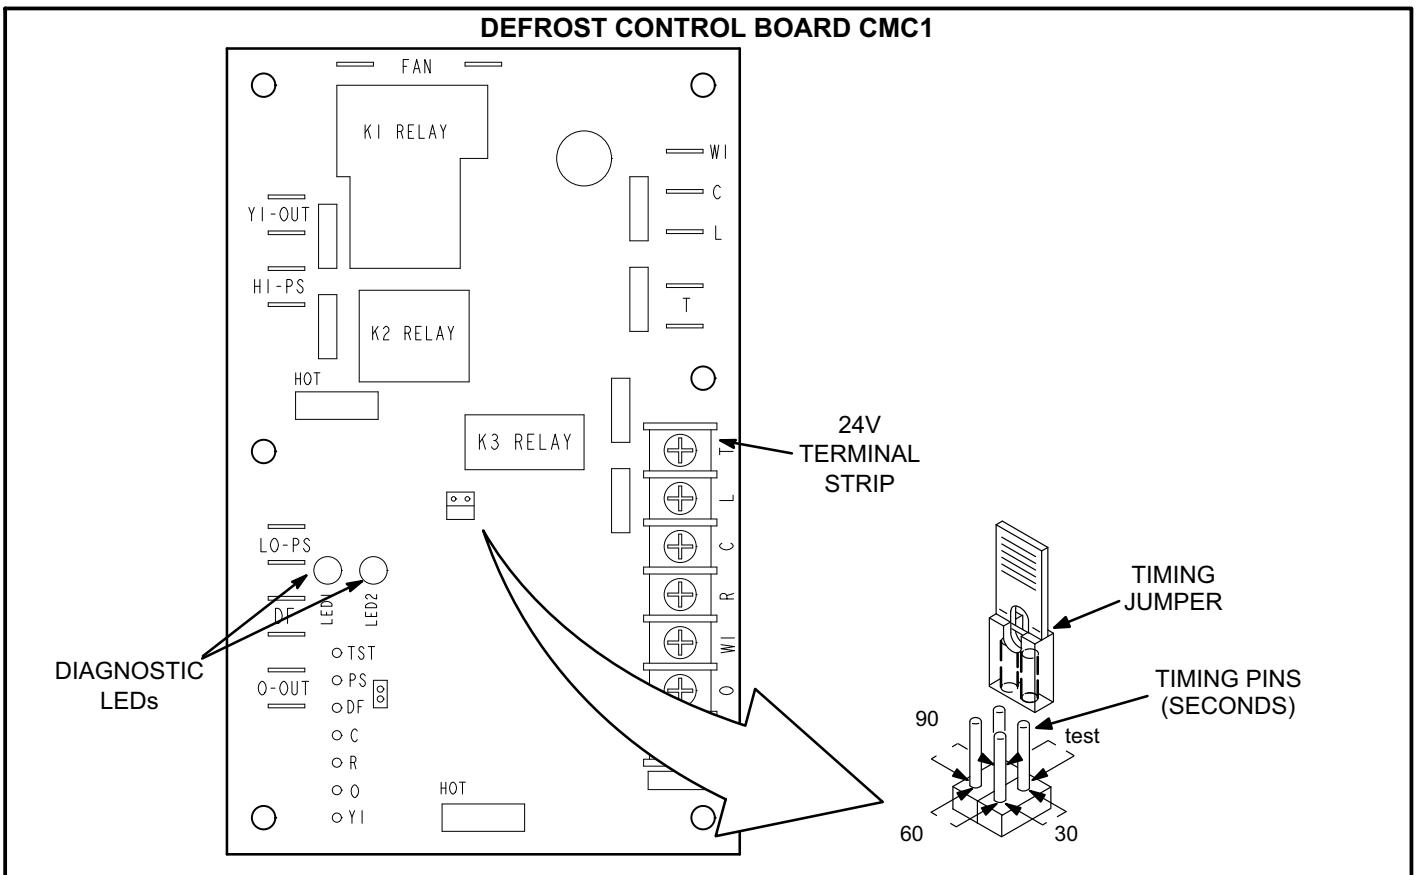 DEFROST CONTROL BOARD CMC1
FAN
K1 RELAY
W1
C
L
Y1-OUT
HI-PS
T
K2 RELAY
HOT
K3 RELAY
24V
TERMINAL
STRIP
T
L
C
R
W1
O
LO-PS
LED1
LED2
DF
DIAGNOSTIC
LEDs
O-OUT
TST
PS
DF
C
R
O
Y1
HOT
TIMING
JUMPER
TIMING PINS
(SECONDS)
90
test
60
30